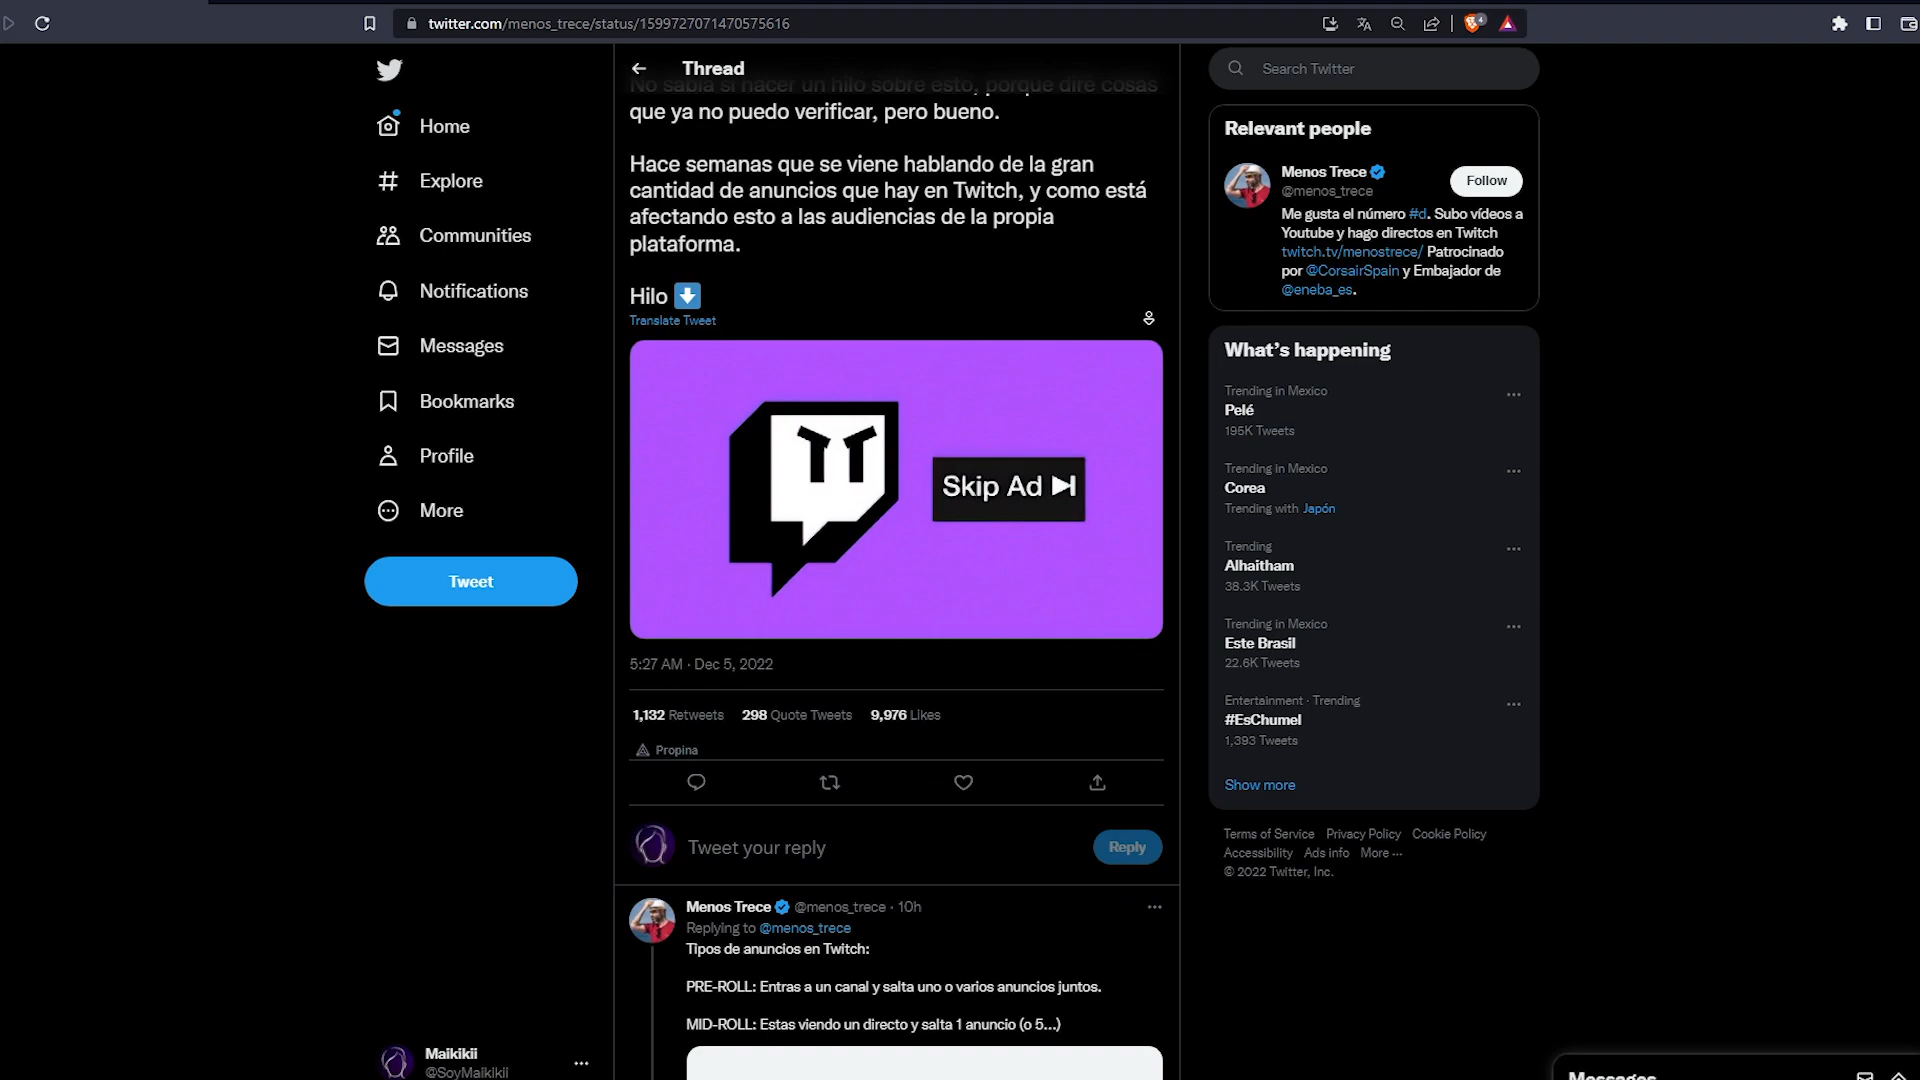 twitter.com/menos_trece/status/1599727071470575616
4
Home
Explore
Communities
Notifications
Messages
Bookmarks
Profile
More
Tweet
Maikikii
@SoyMaikikii
Thread
No sabía si hacer un hilo sobre esto, porque diré cosas
que ya no puedo verificar, pero bueno.
Hace semanas que se viene hablando de la gran
cantidad de anuncios que hay en Twitch, y como está
afectando esto a las audiencias de la propia
plataforma.
Hilo ⬇️
Translate Tweet
Skip Ad
5:27 AM · Dec 5, 2022
1,132 Retweets 298 Quote Tweets 9,976 Likes
Propina
Tweet your reply
Reply
Menos Trece @menos_trece · 10h
Replying to @menos_trece
Tipos de anuncios en Twitch:
PRE-ROLL: Entras a un canal y salta uno o varios anuncios juntos.
MID-ROLL: Estas viendo un directo y salta 1 anuncio (o 5...)
Search Twitter
Relevant people
Menos Trece
@menos_trece
Follow
Me gusta el número #d. Subo vídeos a
Youtube y hago directos en Twitch
twitch.tv/menostrece/ Patrocinado
por @CorsairSpain y Embajador de
@eneba_es.
What's happening
Trending in Mexico
Pelé
195K Tweets
Trending in Mexico
Corea
Trending with Japón
Trending
Alhaitham
38.3K Tweets
Trending in Mexico
Este Brasil
22.6K Tweets
Entertainment · Trending
#EsChumel
1,393 Tweets
Show more
Terms of Service Privacy Policy Cookie Policy
Accessibility Ads info More ···
© 2022 Twitter, Inc.
Messages